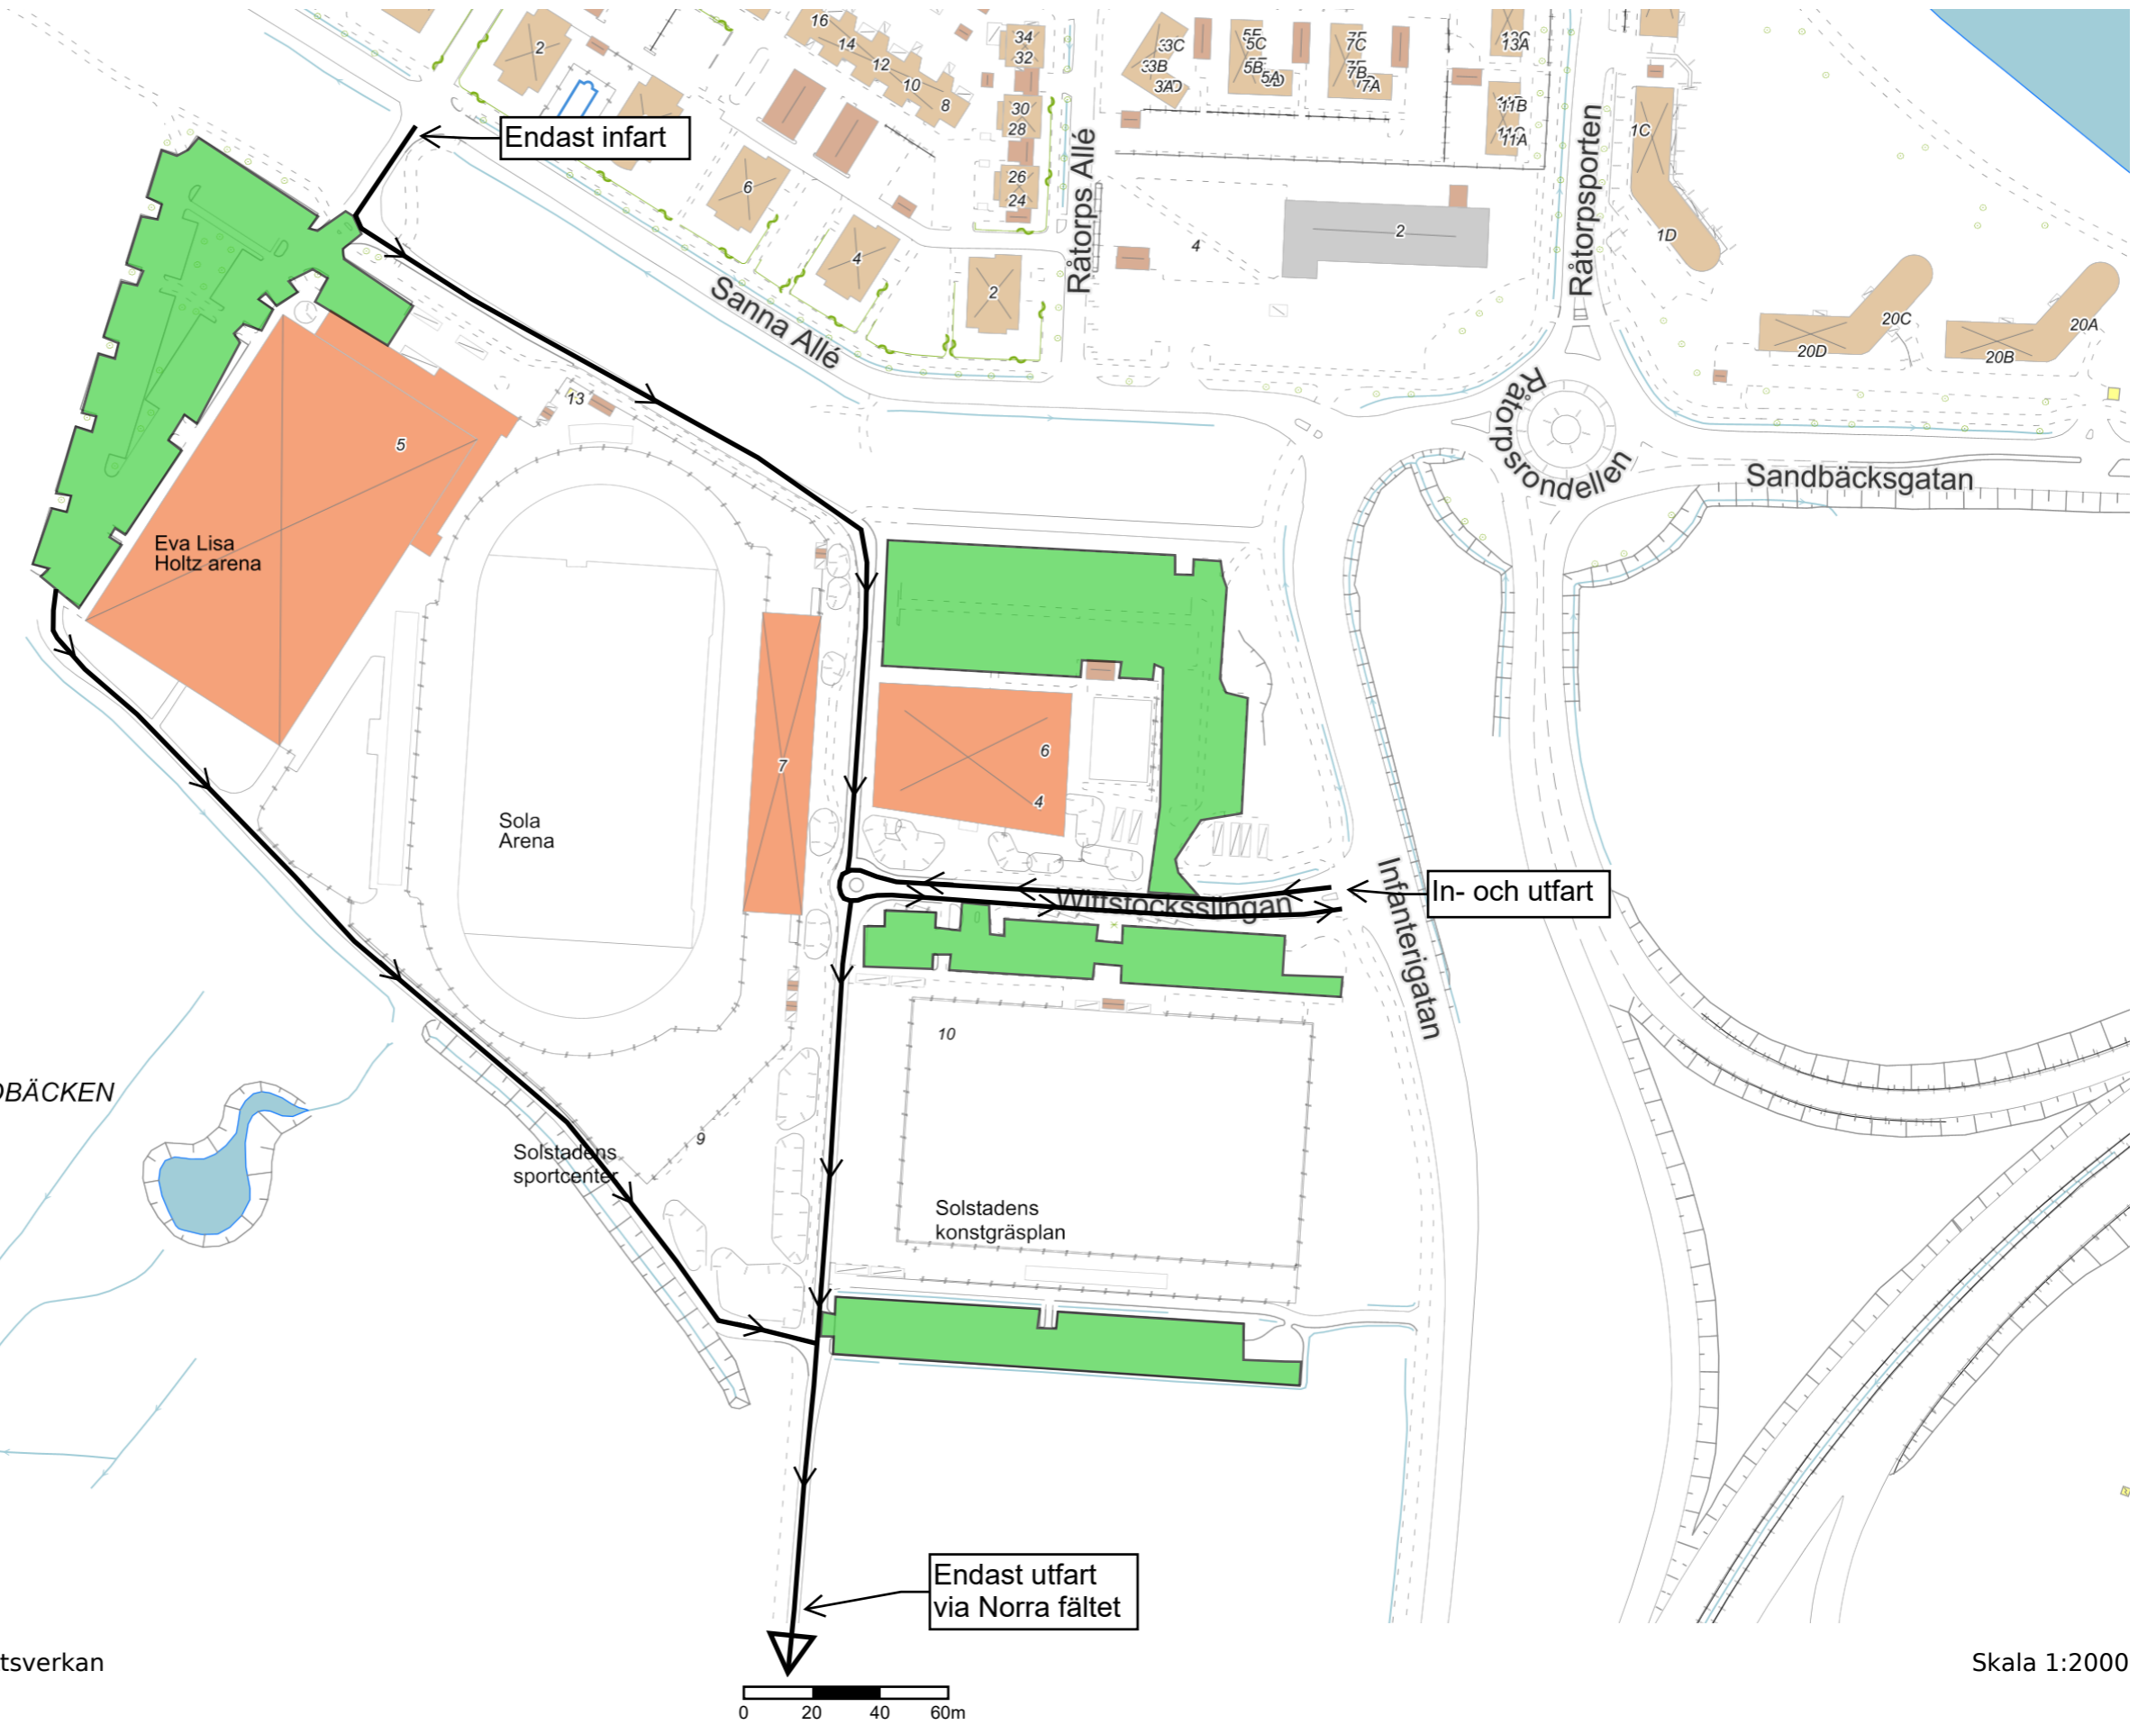 16
14
12
10
8
2
34
32
30
28
26
24
6
4
2
3C
3B
3A
5C
5B
5A
7C
7B
7A
13A
11B
11A
1C
1D
2
4
20C
20D
20A
20B
Endast infart
Sanna Allé
Råtorps Allé
Råtorpsporten
Råtorpsrondellen
Sandbäcksgatan
13
5
Eva Lisa
Holtz arena
7
6
4
Sola
Arena
In- och utfart
Wittstocksslingan
Infanterigatan
10
DBÄCKEN
9
Solstadens
sportcenter
Solstadens
konstgräsplan
Endast utfart
via Norra fältet
tsverkan
Skala 1:2000
0 20 40 60m